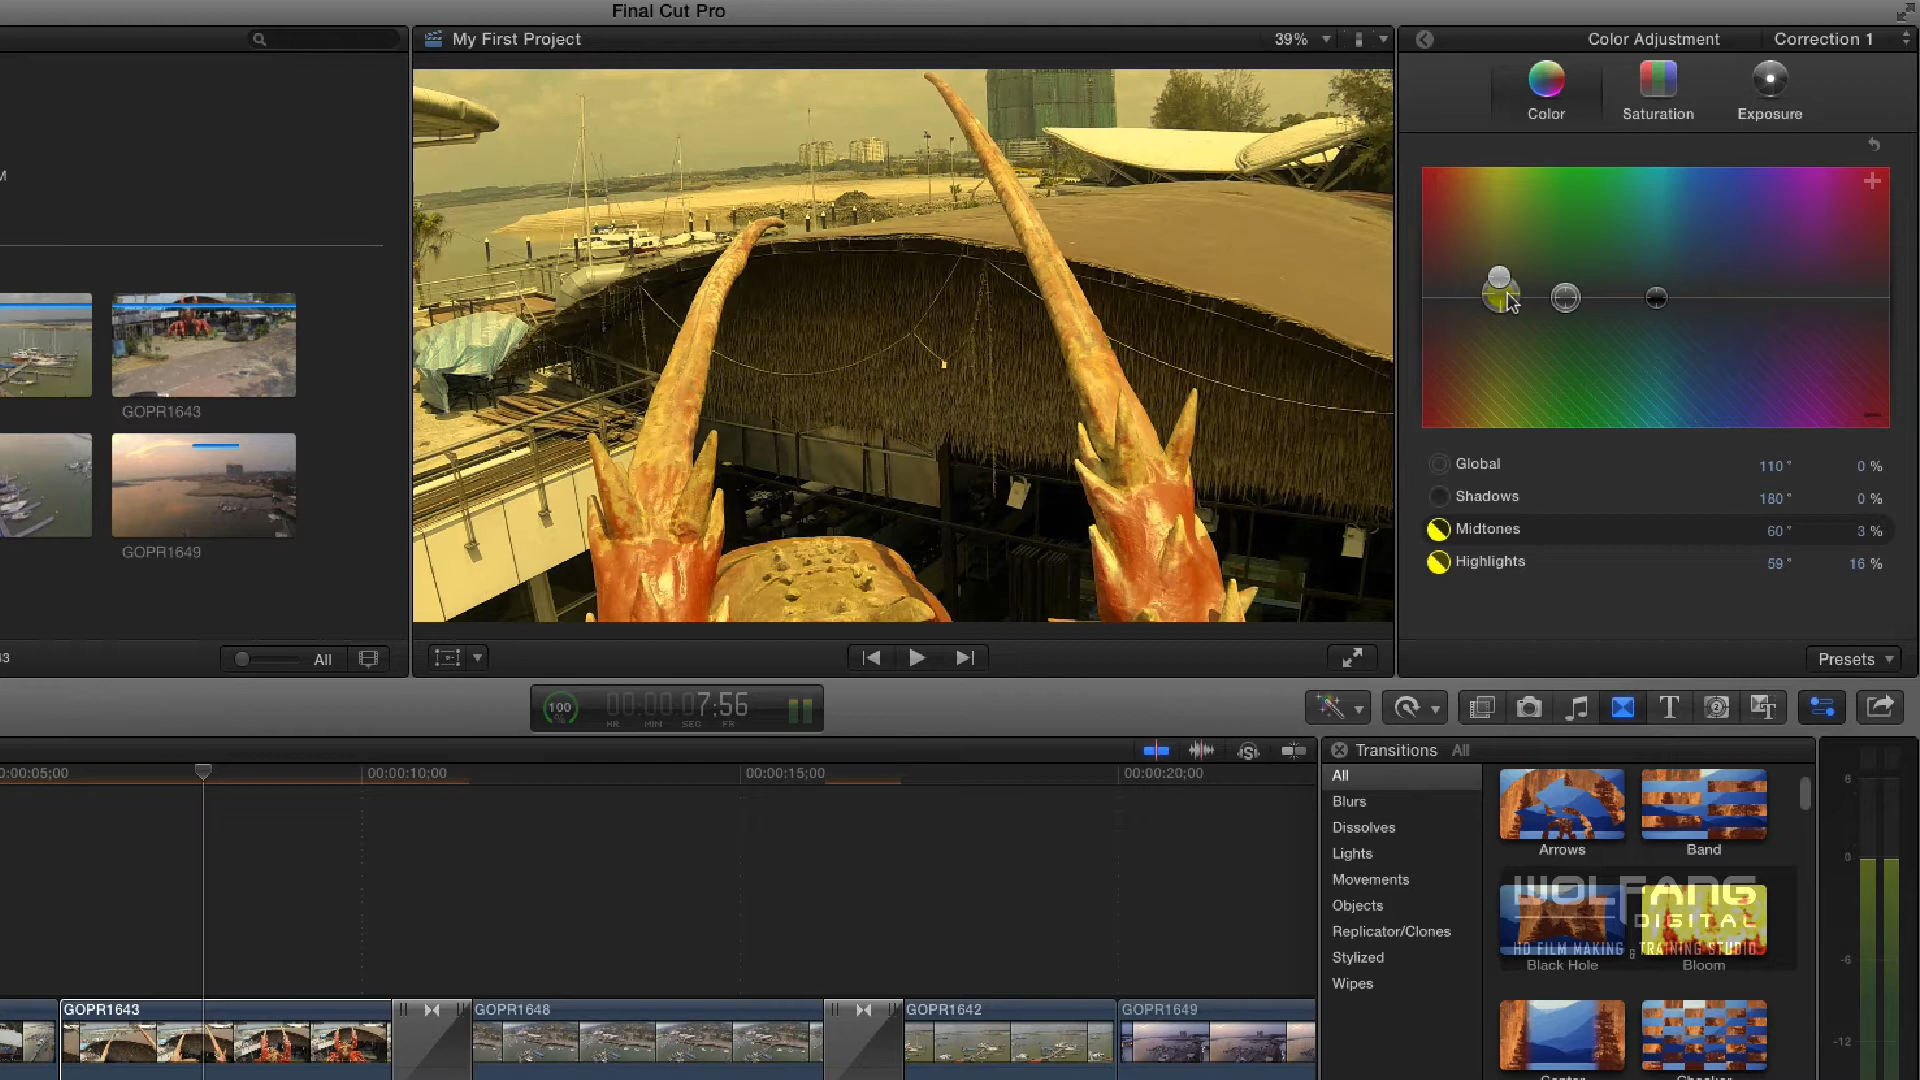 Final Cut Pro
My First Project
39%
Color Adjustment
Correction 1
Color
Saturation
Exposure
M
GOPR1643
GOPR1649
Global 110° 0 %
Shadows 180° 0 %
Midtones 60° 3 %
Highlights 59° 16 %
Presets
All
100
%
00:00:07:56
HR MIN SEC FR
Transitions All
0:00:05;00
00:00:10;00
00:00:15;00
00:00:20;00
All
Blurs
Dissolves
Lights
Movements
Objects
Replicator/Clones
Stylized
Wipes
Arrows
Band
WOLFANG
DIGITAL
HD FILM MAKING & TRAINING STUDIO
Black Hole
Bloom
6
0
-6
-12
GOPR1643
GOPR1648
GOPR1642
GOPR1649